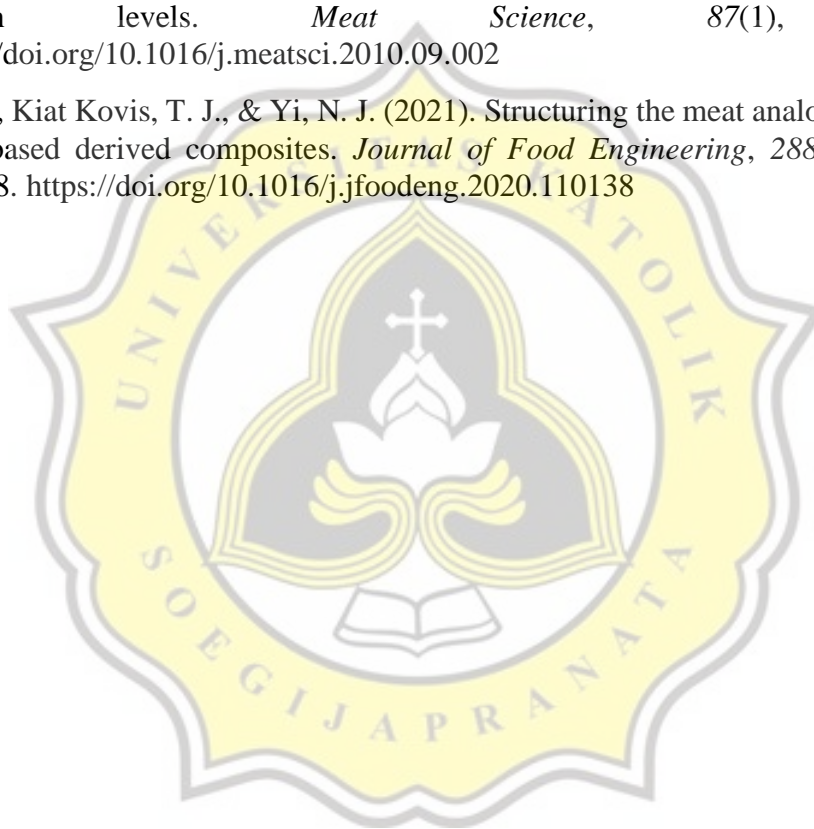 levels. Meat Science, 87(1),
/doi.org/10.1016/j.meatsci.2010.09.002
, Kiat Kovis, T. J., & Yi, N. J. (2021). Structuring the meat analo
based derived composites. Journal of Food Engineering, 288
8. https://doi.org/10.1016/j.jfoodeng.2020.110138
UNIVERSITAS KATOLIK
SOEGIJAPRANATA